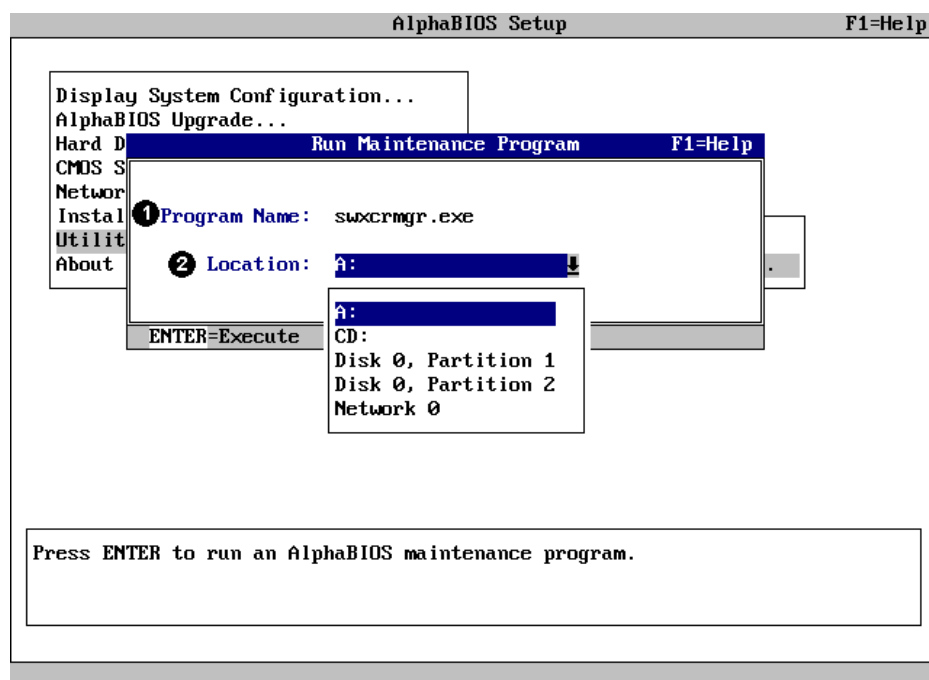 AlphaBIOS Setup F1=Help
Display System Configuration...
AlphaBIOS Upgrade...
Hard D
Run Maintenance Program F1=Help
CMOS S
Networ
Instal
1 Program Name: swxcrmgr.exe
Utilit
About
2 Location: A:
.
A:
ENTER=Execute
CD:
Disk 0, Partition 1
Disk 0, Partition 2
Network 0
Press ENTER to run an AlphaBIOS maintenance program.